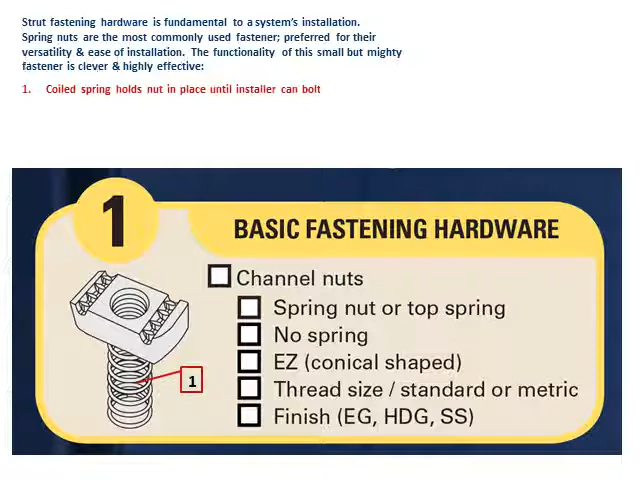 Strut fastening hardware is fundamental to a system's installation.
Spring nuts are the most commonly used fastener; preferred for their
versatility & ease of installation. The functionality of this small but mighty
fastener is clever & highly effective:
1. Coiled spring holds nut in place until installer can bolt
1
BASIC FASTENING HARDWARE
Channel nuts
Spring nut or top spring
No spring
EZ (conical shaped)
Thread size / standard or metric
Finish (EG, HDG, SS)
1